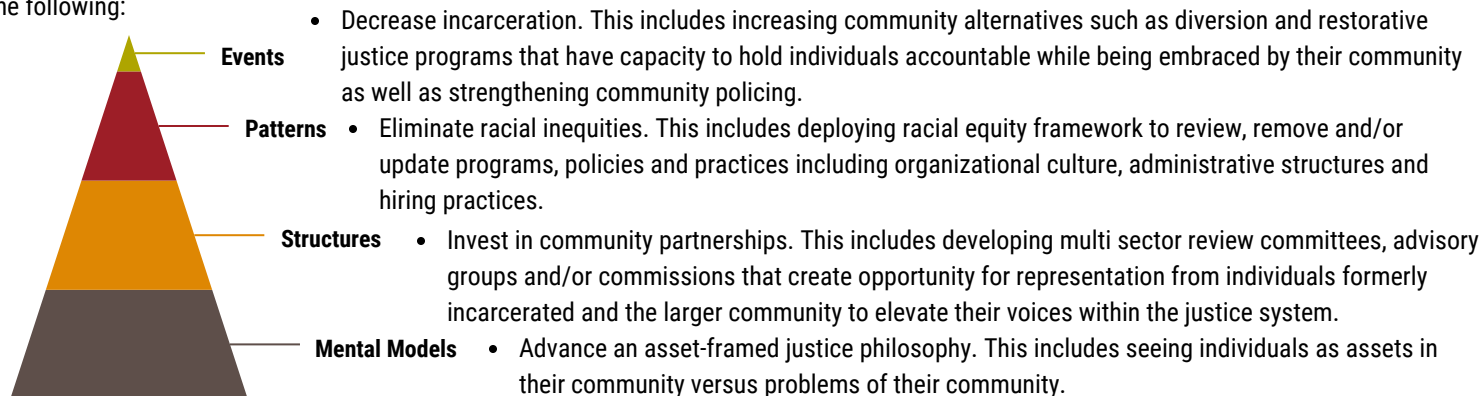 he following:
• Decrease incarceration. This includes increasing community alternatives such as diversion and restorative
Events
justice programs that have capacity to hold individuals accountable while being embraced by their community
as well as strengthening community policing.
Patterns
• Eliminate racial inequities. This includes deploying racial equity framework to review, remove and/or
update programs, policies and practices including organizational culture, administrative structures and
hiring practices.
Structures
• Invest in community partnerships. This includes developing multi sector review committees, advisory
groups and/or commissions that create opportunity for representation from individuals formerly
incarcerated and the larger community to elevate their voices within the justice system.
Mental Models
• Advance an asset-framed justice philosophy. This includes seeing individuals as assets in
their community versus problems of their community.